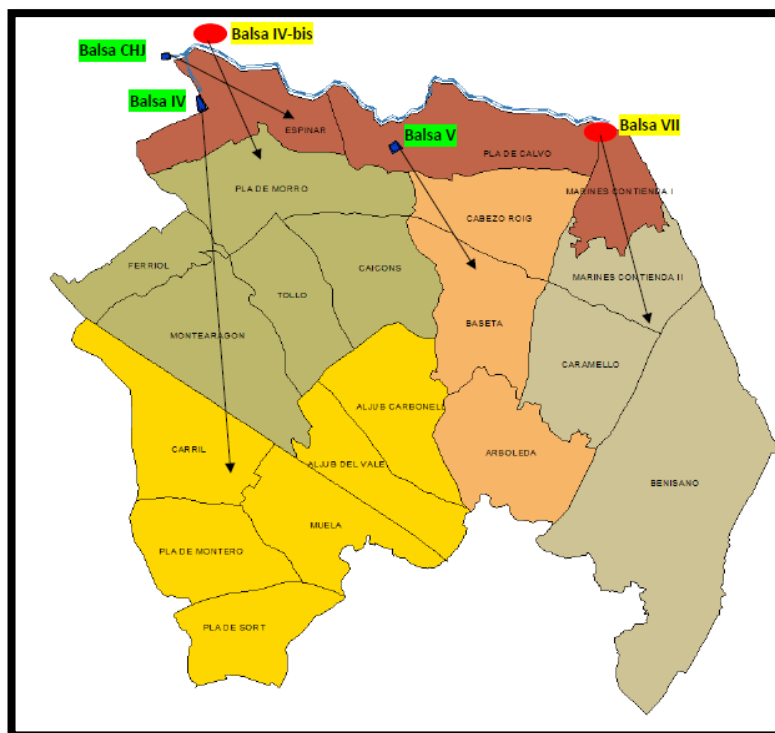 Balsa IV-bis
Balsa CHJ
Balsa IV
ESPINAR
Balsa V
Balsa VII
PLA DE CALVO
PLA DE MORRO
MARINES CONTIENDA I
CABEZO ROIG
FERRIOL
CAICONS
MARINES CONTIENDA II
TOLLO
BASETA
MONTEARAGON
CARAMELLO
ALJUB CARBONELL
CARRIL
ALJUB DEL VALE
ARBOLEDA
BENISANO
MUELA
PLA DE MONTERO
PLA DE SORT